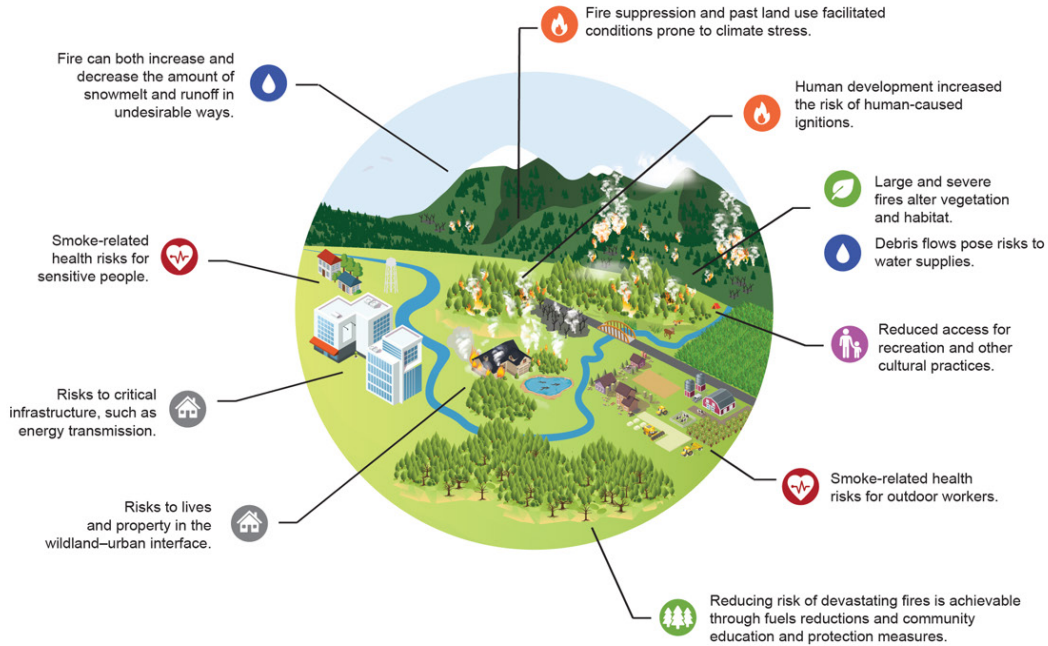 Fire suppression and past land use facilitated
conditions prone to climate stress.
Fire can both increase and
decrease the amount of
snowmelt and runoff in
undesirable ways.
Human development increased
the risk of human-caused
ignitions.
Large and severe
fires alter vegetation
and habitat.
Debris flows pose risks to
water supplies.
Smoke-related
health risks for
sensitive people.
Reduced access for
recreation and other
cultural practices.
Risks to critical
infrastructure, such as
energy transmission.
Smoke-related health
risks for outdoor workers.
Risks to lives
and property in the
wildland–urban interface.
Reducing risk of devastating fires is achievable
through fuels reductions and community
education and protection measures.